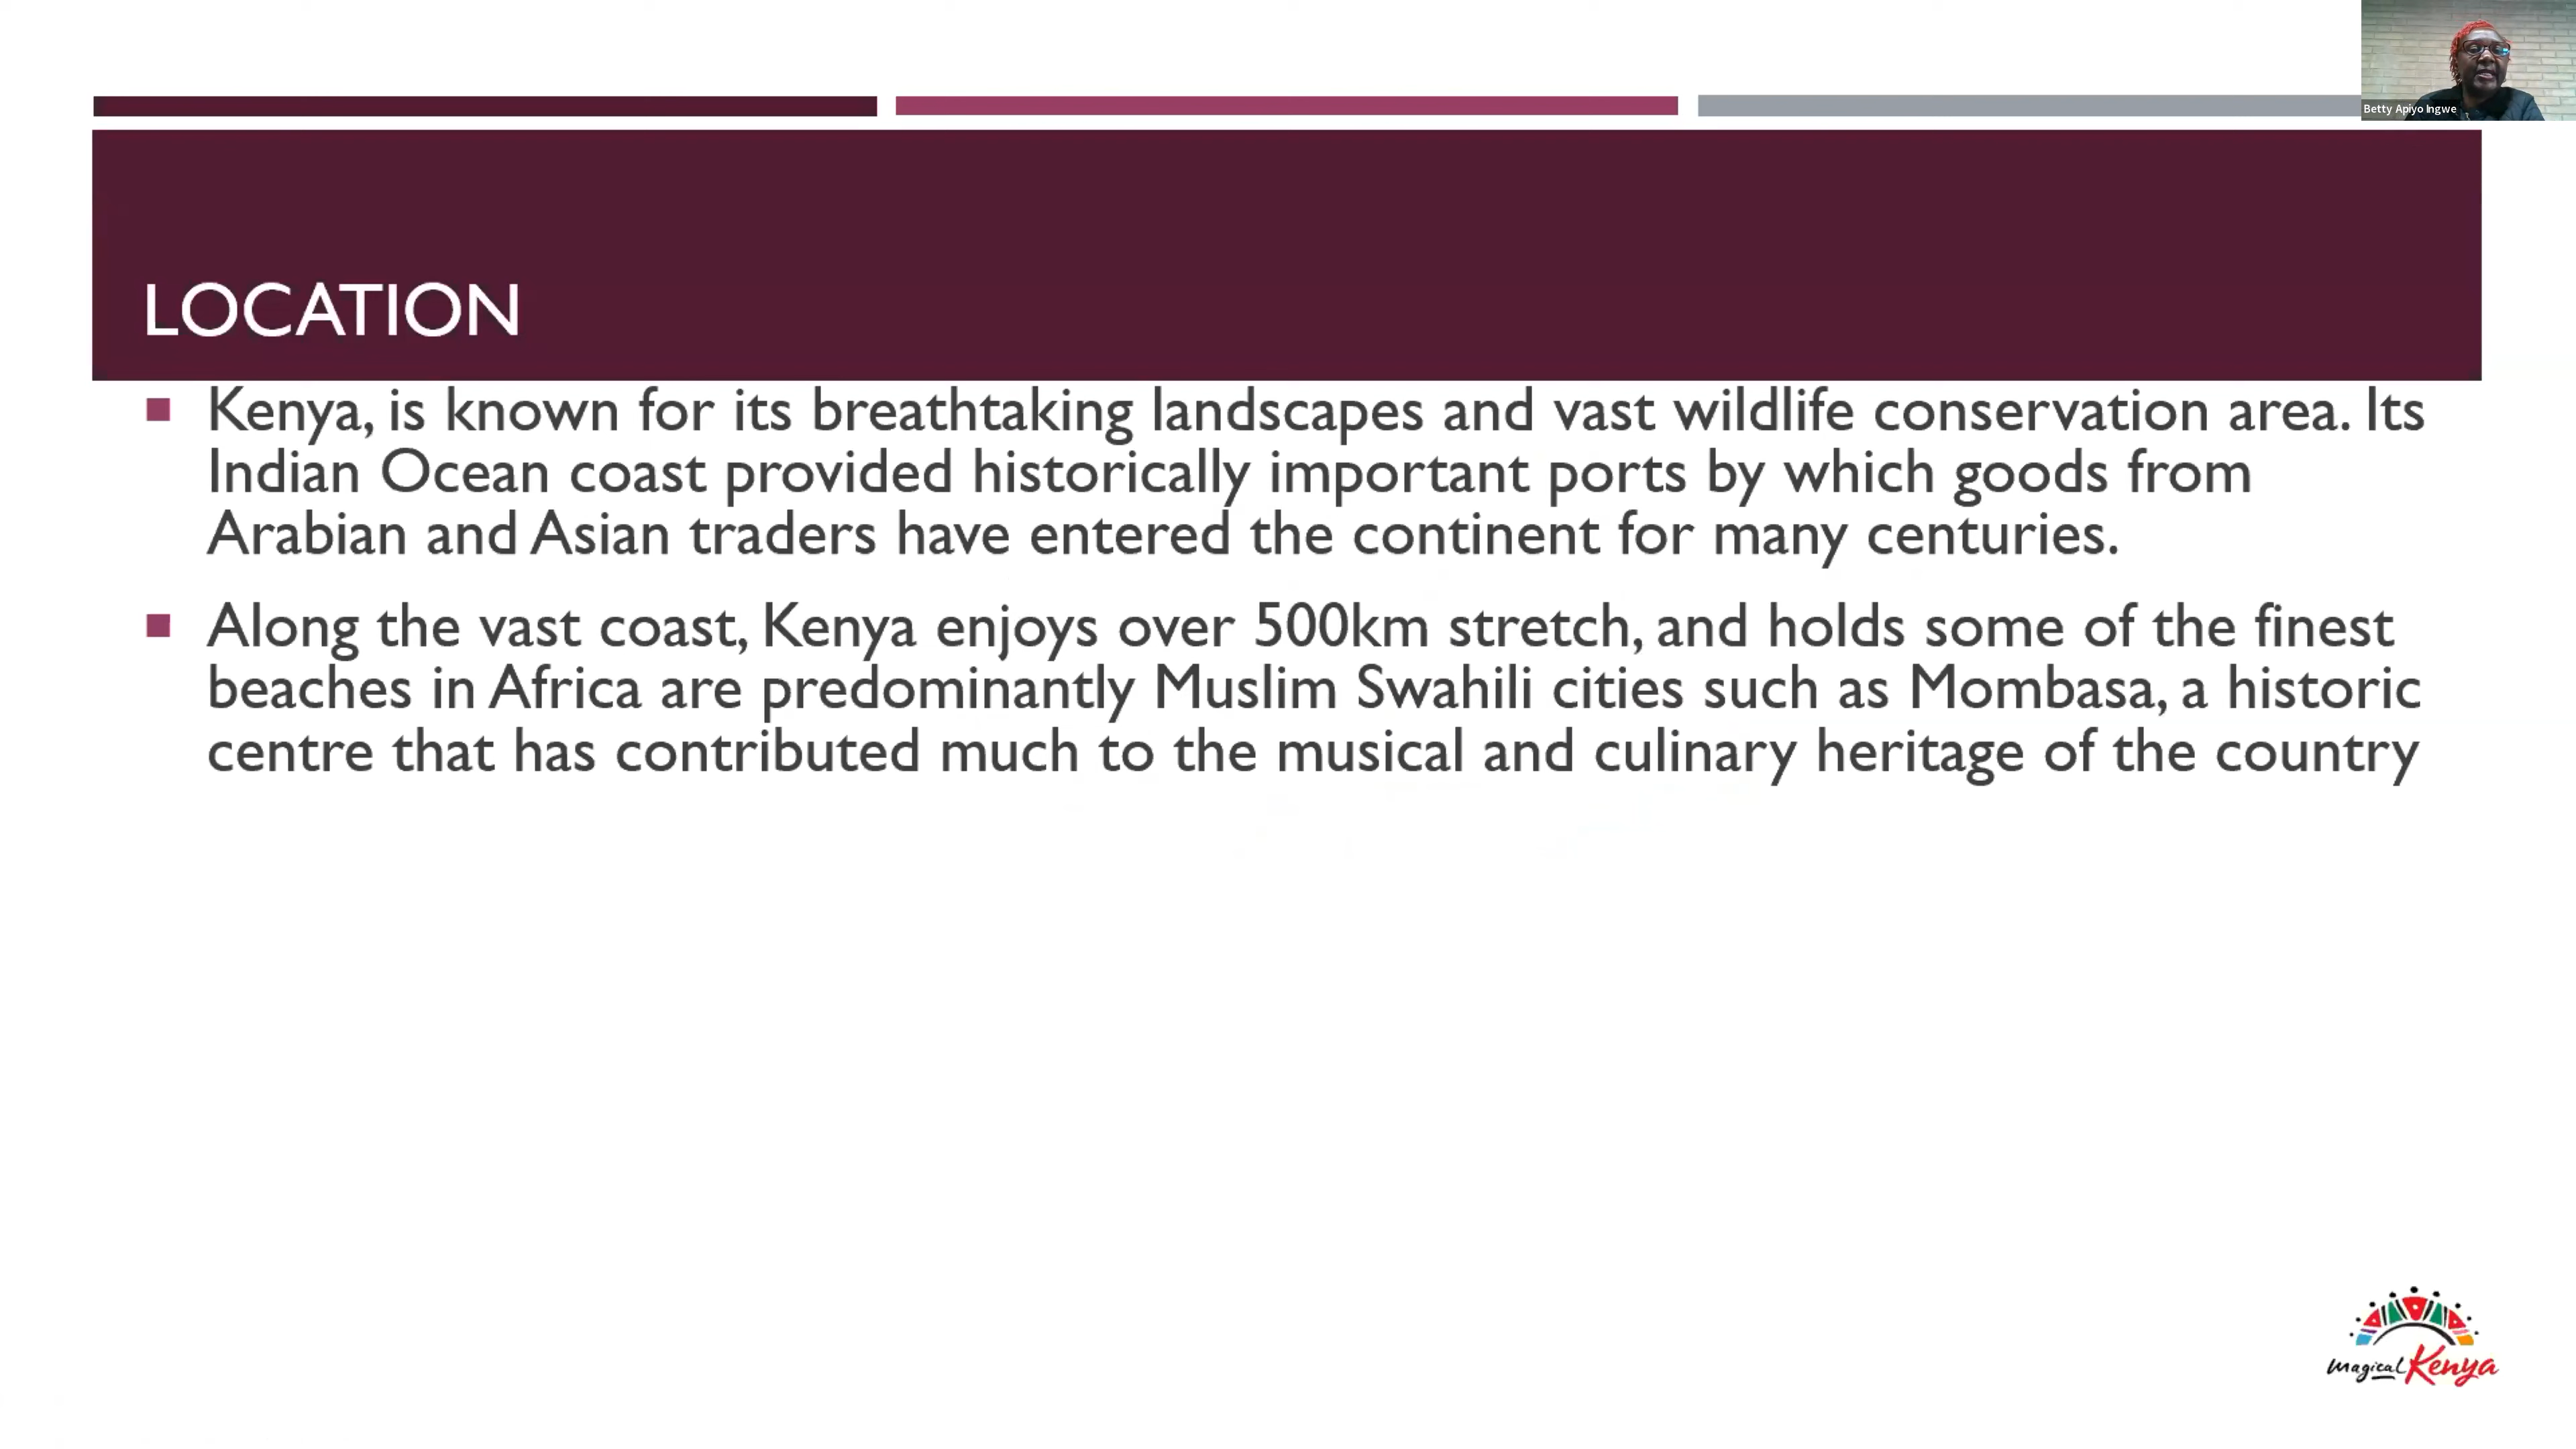 Betty Apiyo Ingwe
LOCATION
Kenya, is known for its breathtaking landscapes and vast wildlife conservation area. Its
Indian Ocean coast provided historically important ports by which goods from
Arabian and Asian traders have entered the continent for many centuries.
Along the vast coast, Kenya enjoys over 500km stretch, and holds some of the finest
beaches in Africa are predominantly Muslim Swahili cities such as Mombasa, a historic
centre that has contributed much to the musical and culinary heritage of the country
magical Kenya